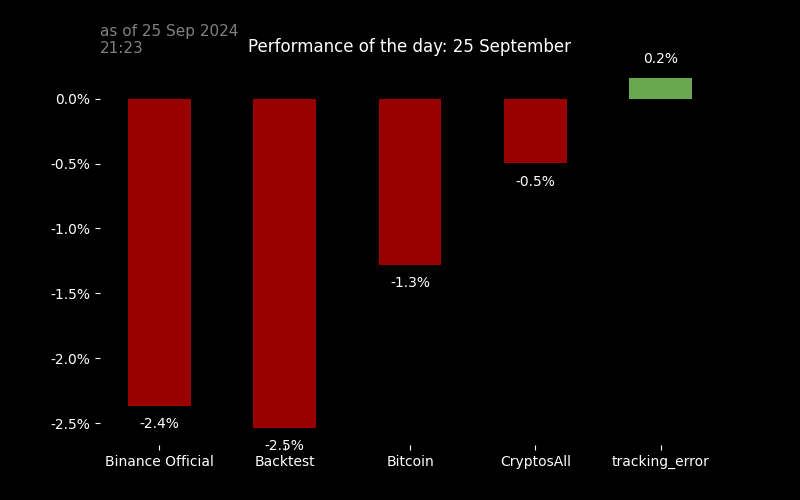 as of 25 Sep 2024
21:23
Performance of the day: 25 September
0.2%
0.0%
-0.5%
-0.5%
-1.0%
-1.3%
-1.5%
-2.0%
-2.5%
-2.4%
-2.5%
Binance Official
Backtest
Bitcoin
CryptosAll
tracking_error